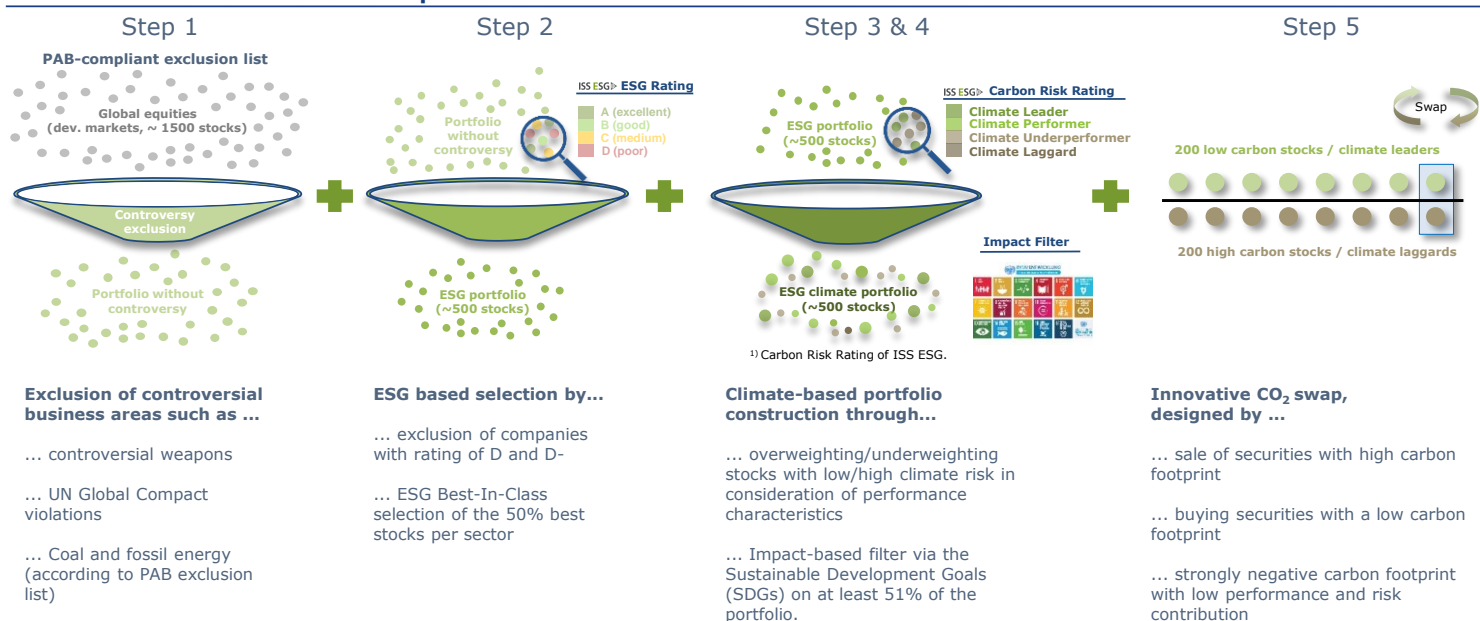 Step 1
PAB-compliant exclusion list
Global equities
(dev. markets, ~ 1500 stocks)
Controversy
exclusion
Portfolio without
controversy
Exclusion of controversial
business areas such as ...
... controversial weapons
... UN Global Compact
violations
... Coal and fossil energy
(according to PAB exclusion
list)
Step 2
Portfolio
without
controversy
ISS ESG ESG Rating
A (excellent)
B (good)
C (medium)
D (poor)
ESG portfolio
(~500 stocks)
ESG based selection by...
... exclusion of companies
with rating of D and D-
... ESG Best-In-Class
selection of the 50% best
stocks per sector
Step 3 & 4
ESG portfolio
(~500 stocks)
ISS ESG Carbon Risk Rating
Climate Leader
Climate Performer
Climate Underperformer
Climate Laggard
Impact Filter
ESG climate portfolio
(~500 stocks)
1) Carbon Risk Rating of ISS ESG.
Climate-based portfolio
construction through...
... overweighting/underweighting
stocks with low/high climate risk in
consideration of performance
characteristics
... Impact-based filter via the
Sustainable Development Goals
(SDGs) on at least 51% of the
portfolio.
Step 5
Swap
200 low carbon stocks / climate leaders
200 high carbon stocks / climate laggards
Innovative CO2 swap,
designed by ...
... sale of securities with high carbon
footprint
... buying securities with a low carbon
footprint
... strongly negative carbon footprint
with low performance and risk
contribution